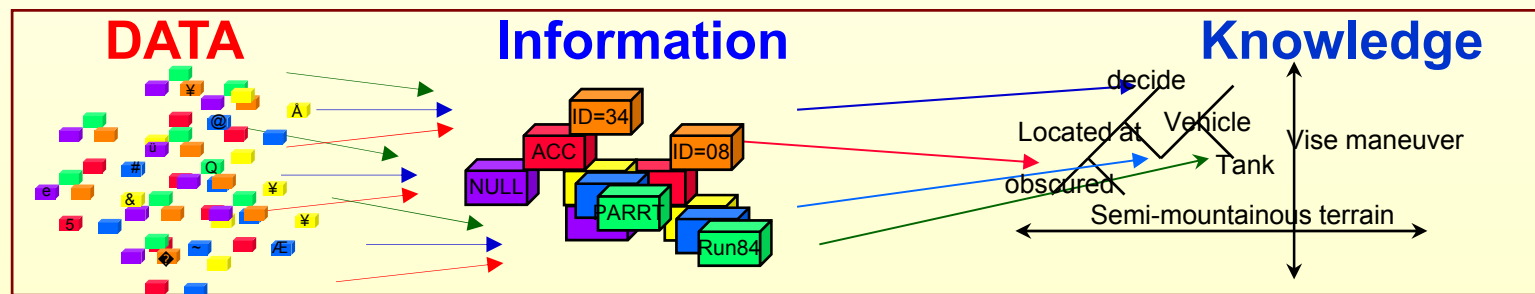 DATA
Information
Knowledge
¥
Å
@
ü
#
Q
e
¥
&
5
¥
~
Æ
�
ID=34
ACC
ID=08
NULL
PARRT
Run84
decide
Located at
Vehicle
Vise maneuver
Tank
obscured
Semi-mountainous terrain